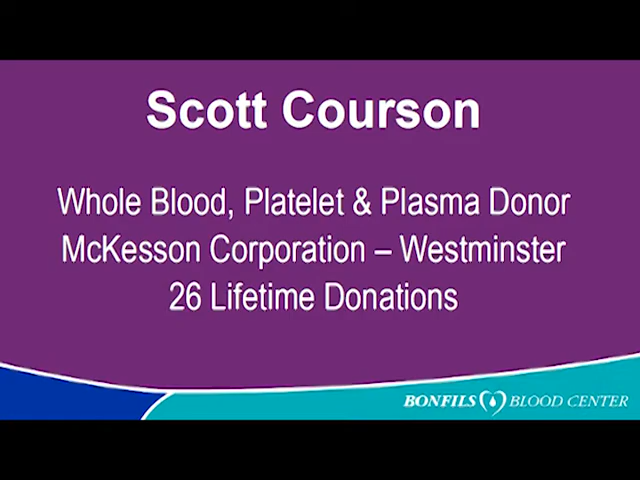 Scott Courson
Whole Blood, Platelet & Plasma Donor
McKesson Corporation – Westminster
26 Lifetime Donations
BONFILS BLOOD CENTER